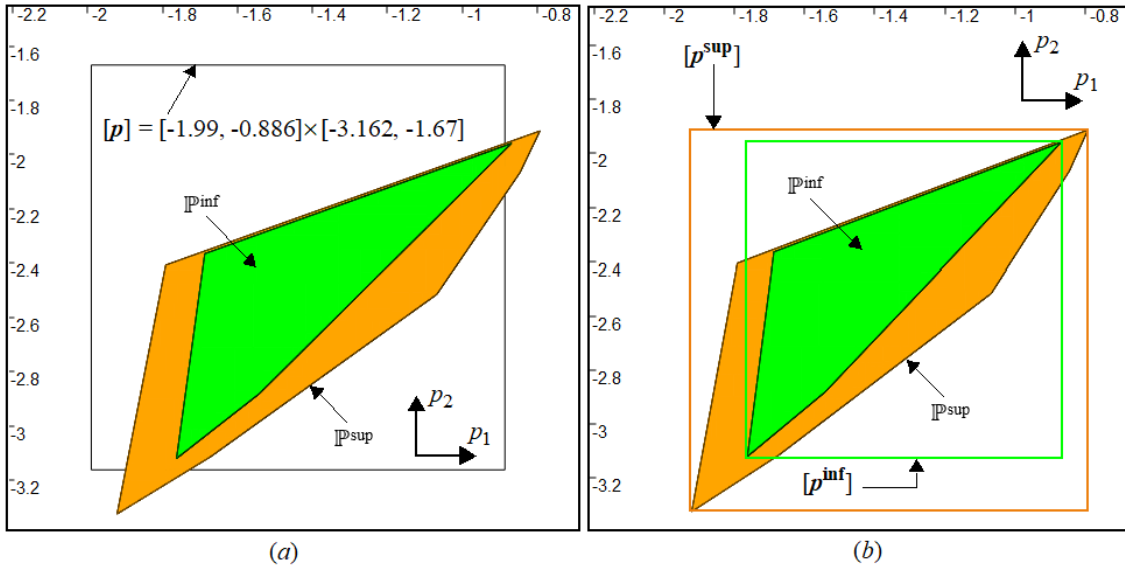 -2.2 -2 -1.8 -1.6 -1.4 -1.2 -1 -0.8
-1.6
-1.8
-2
-2.2
-2.4
-2.6
-2.8
-3
-3.2
[p] = [-1.99, -0.886]×[-3.162, -1.67]
ℙinf
ℙsup
p2
p1
(a)
-2.2 -2 -1.8 -1.6 -1.4 -1.2 -1 -0.8
-1.6
-1.8
-2
-2.2
-2.4
-2.6
-2.8
-3
-3.2
[psup]
p2
p1
ℙinf
ℙsup
[pinf]
(b)